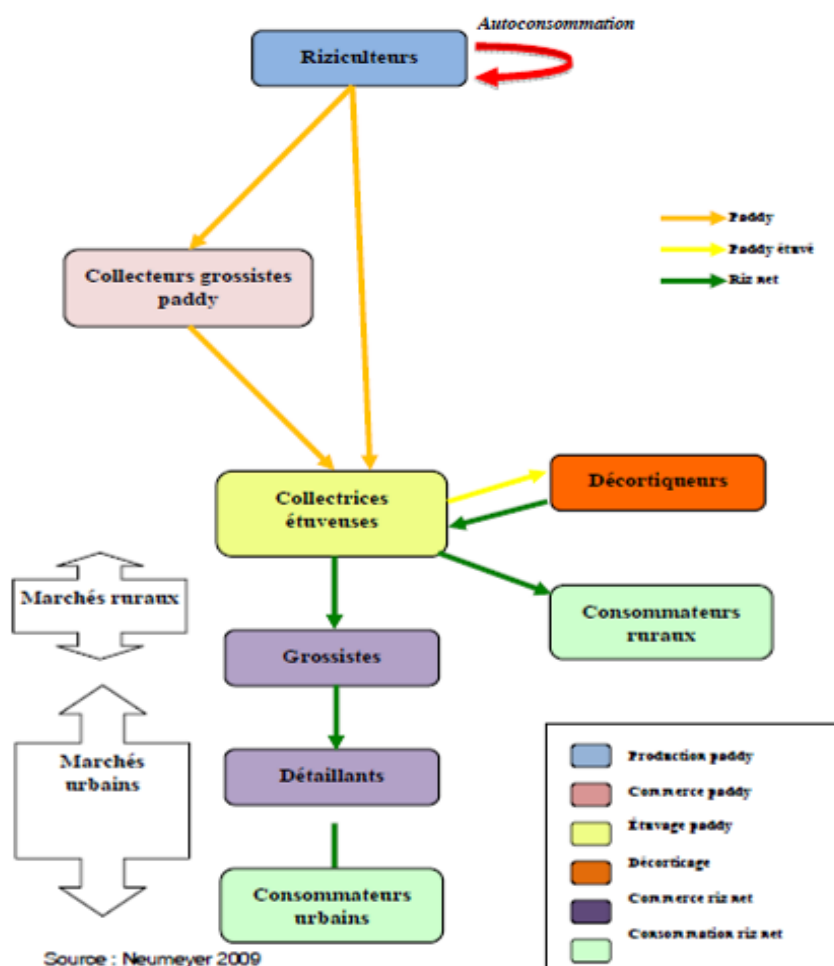 Autoconsommation
Riziculteurs
Paddy
Paddy étuvé
Riz net
Collecteurs grossistes
paddy
Collectrices
étuveuses
Décortiqueurs
Marchés ruraux
Consommateurs
ruraux
Grossistes
Marchés
urbains
Détaillants
Consommateurs
urbains
Production paddy
Commerce paddy
Étuvage paddy
Décorticage
Commerce riz net
Consommation riz net
Source : Neumeyer 2009